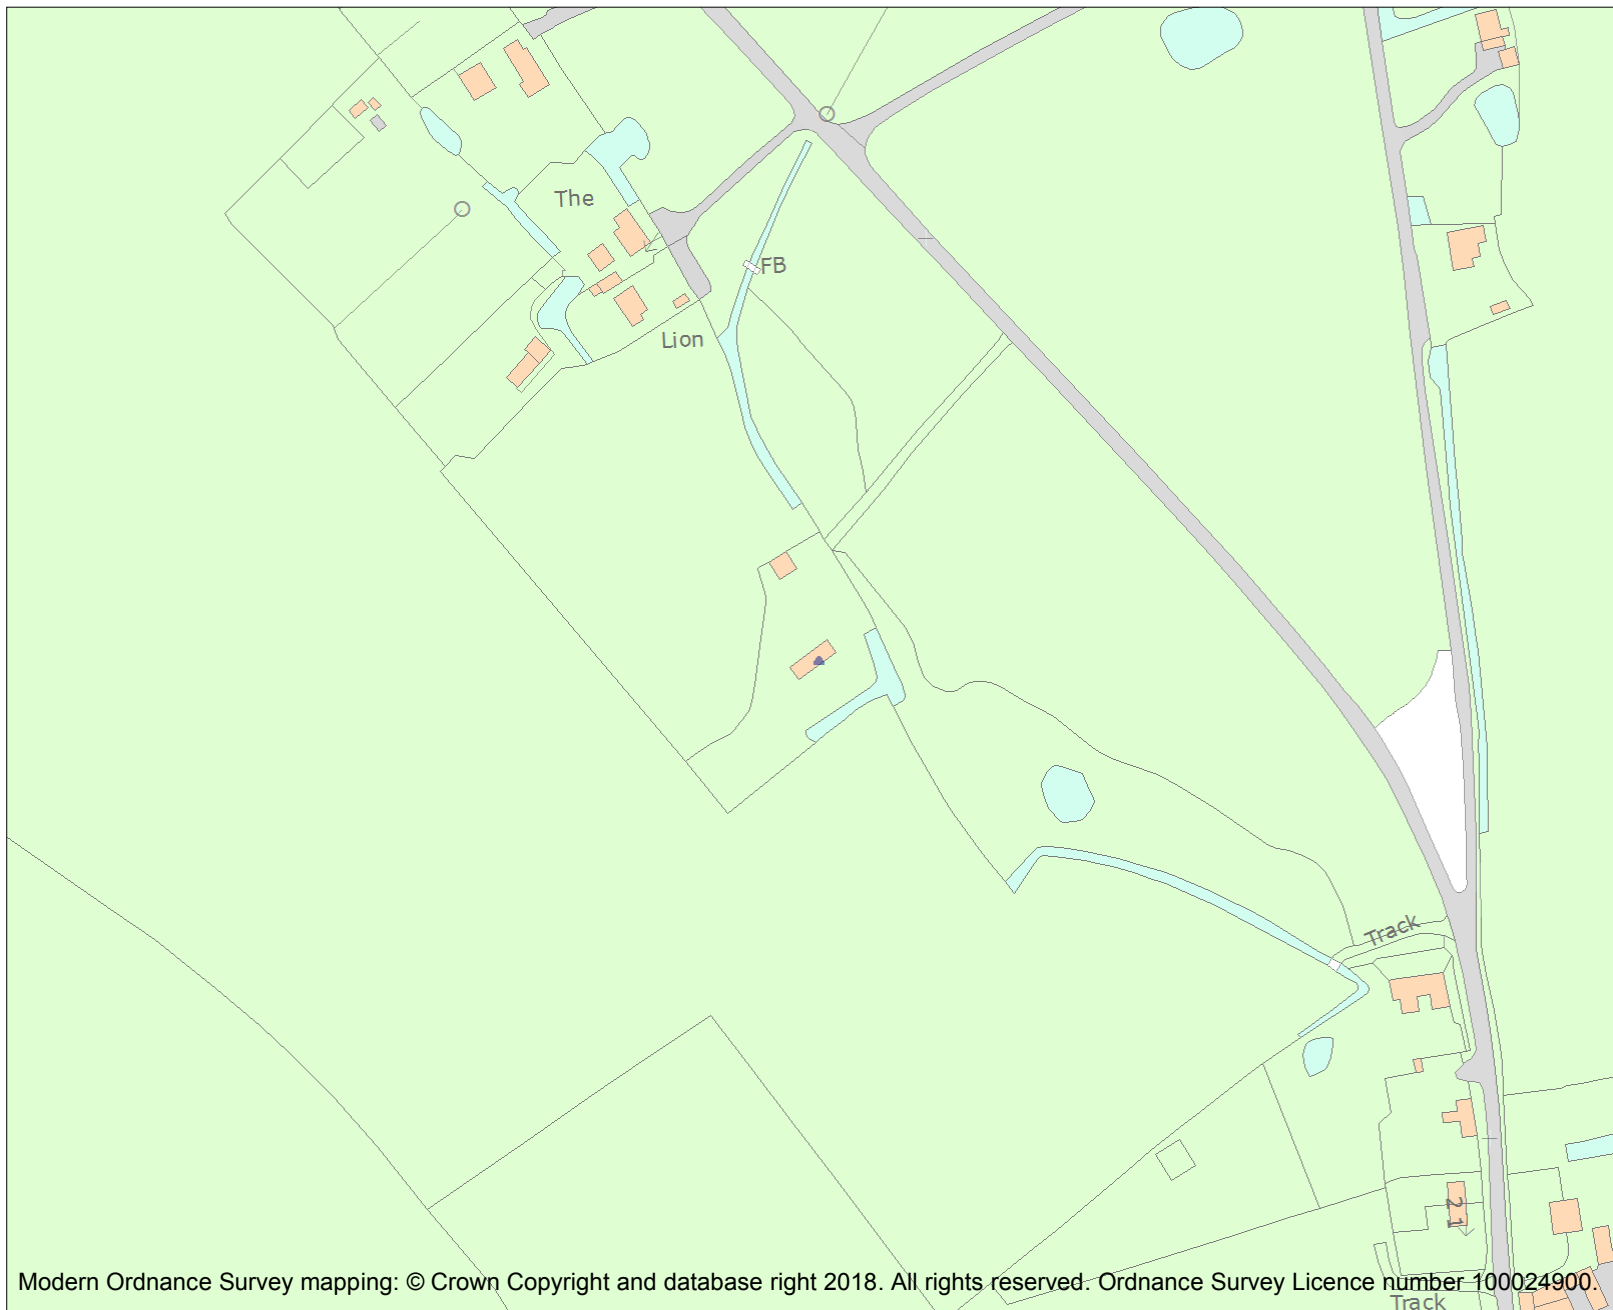 The
FB
Lion
Track
21
Modern Ordnance Survey mapping: © Crown Copyright and database right 2018. All rights reserved. Ordnance Survey Licence number 100024900.
Track